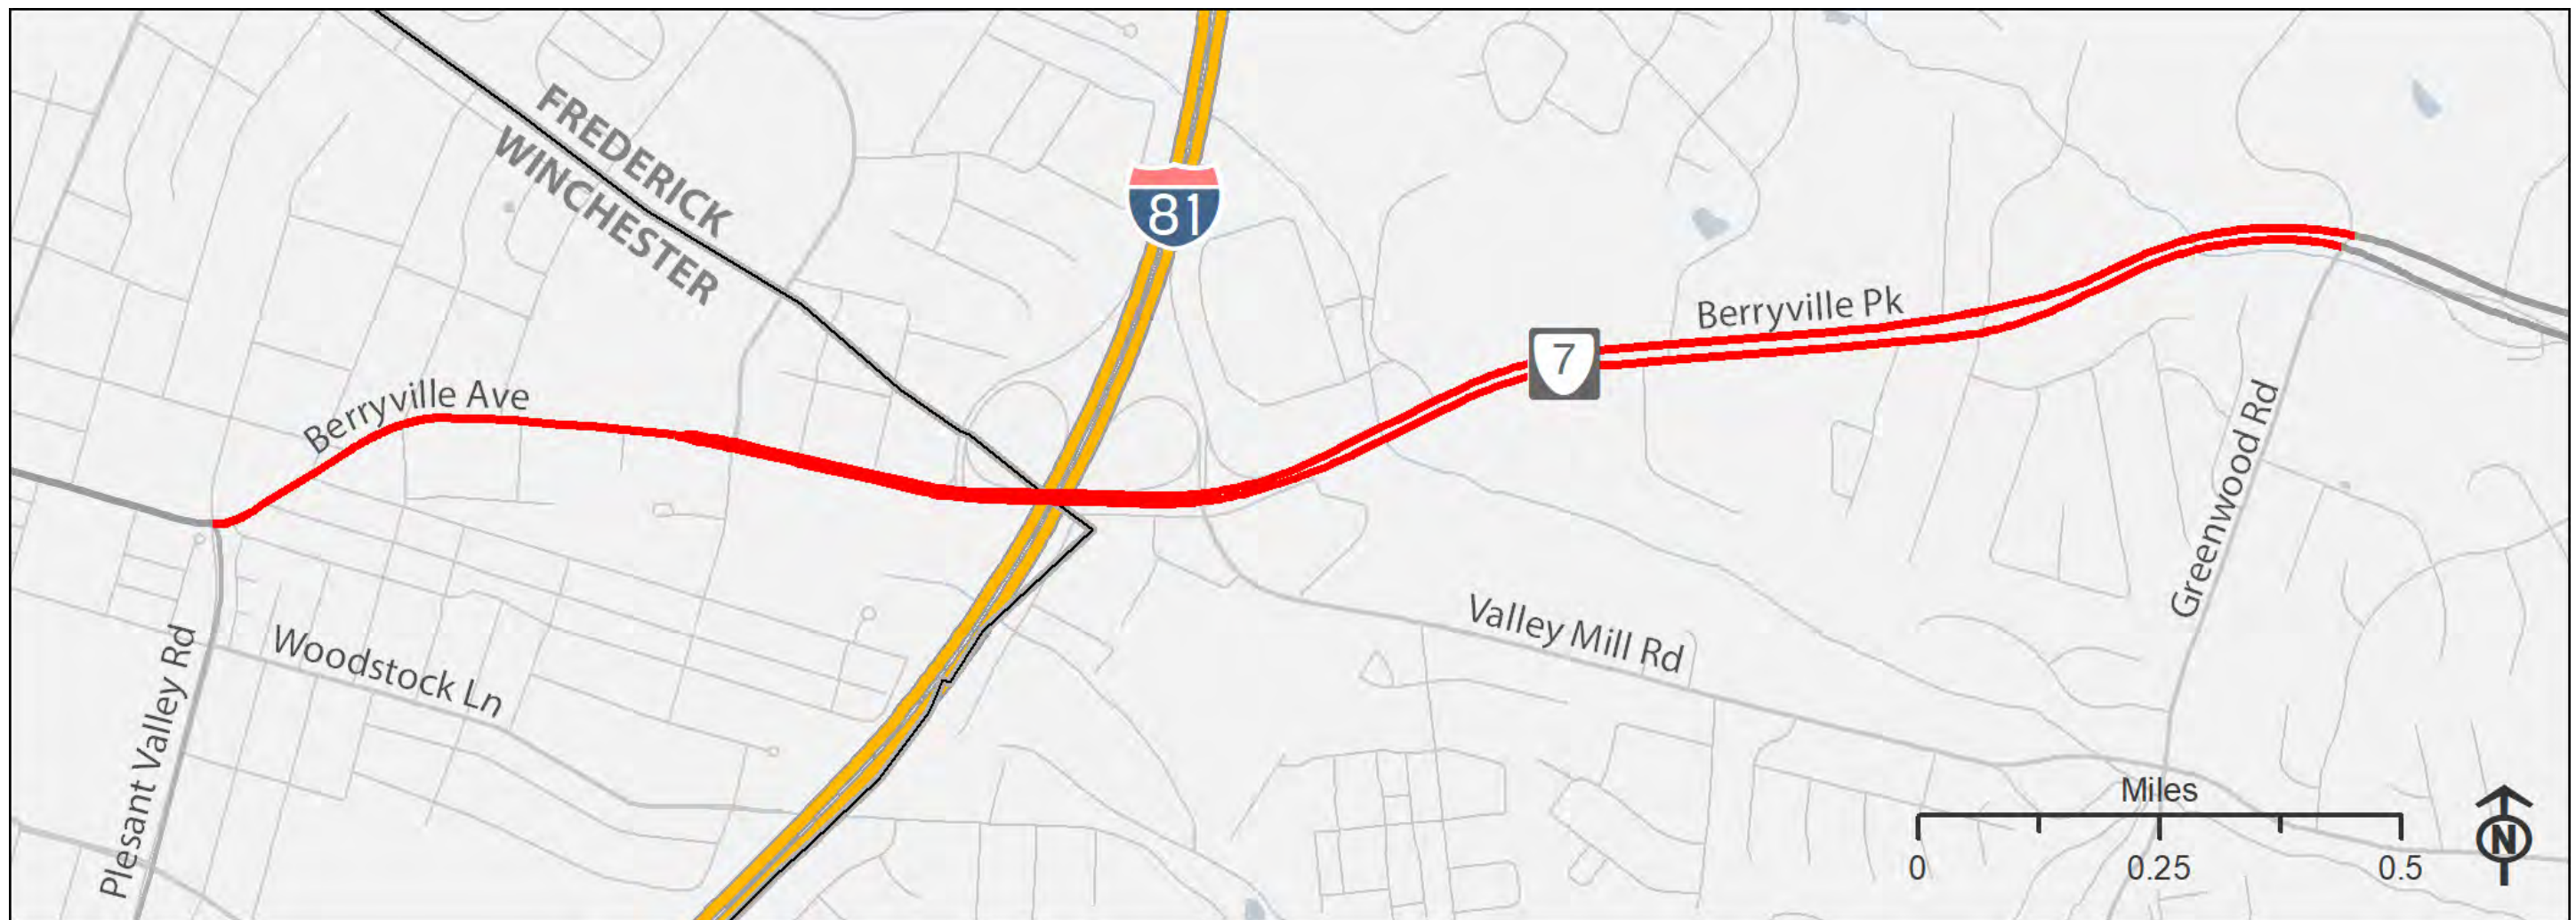 FREDERICK
WINCHESTER
81
Berryville Pk
7
Berryville Ave
Greenwood Rd
Valley Mill Rd
Woodstock Ln
Plesant Valley Rd
Miles
0 0.25 0.5
N